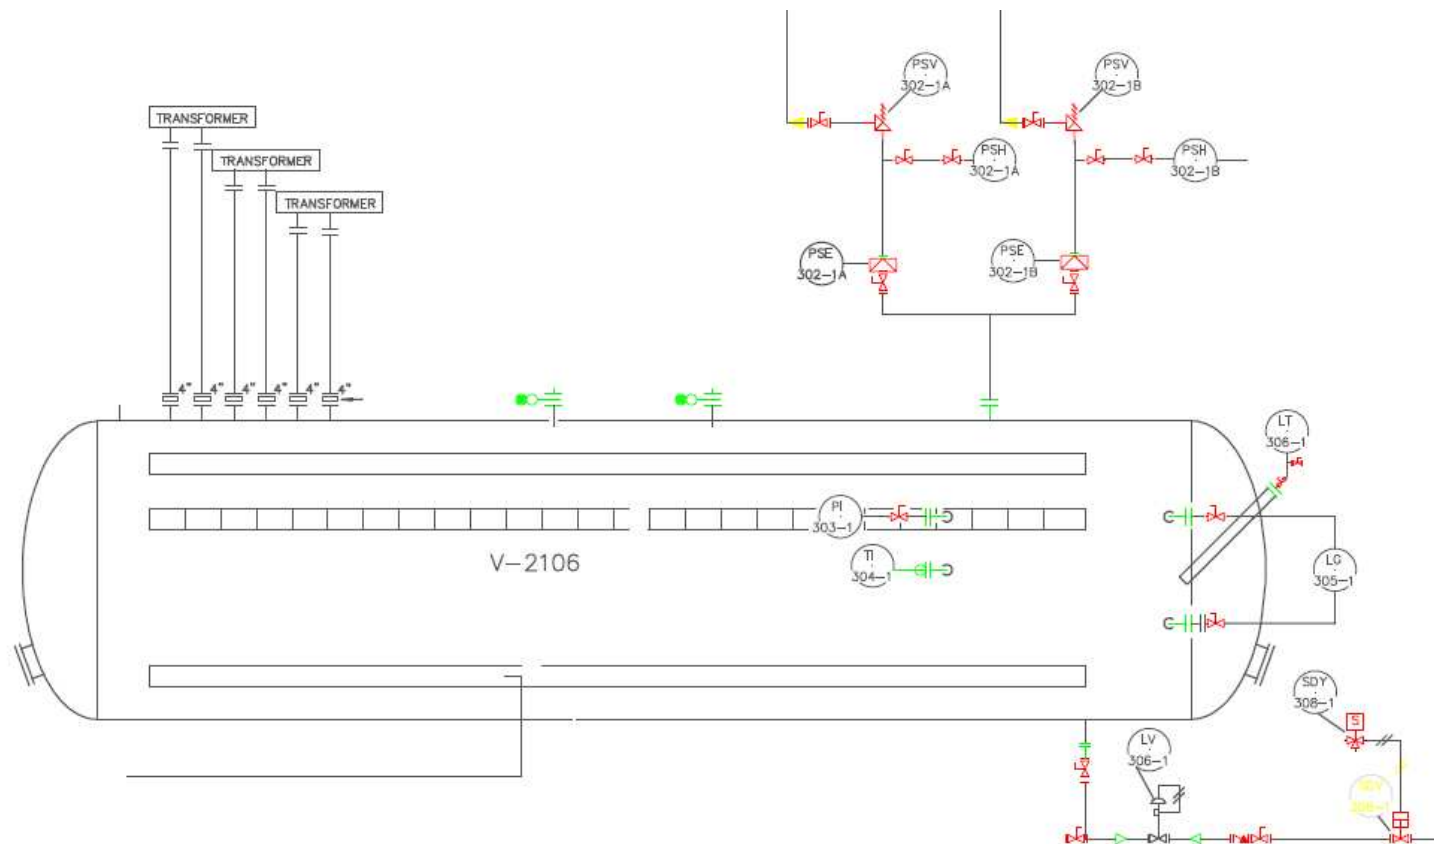 PSV
302-1A
PSV
302-1B
TRANSFORMER
TRANSFORMER
TRANSFORMER
PSH
302-1A
PSH
302-1B
PSE
302-1A
PSE
302-1B
4" 4" 4" 4" 4" 4"
LT
306-1
PI
303-1
V-2106
TI
304-1
LG
305-1
SDY
308-1
S
LV
306-1
SDV